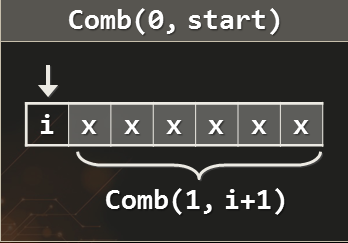 Comb(0, start)
i x x x x x x
Comb(1, i+1)